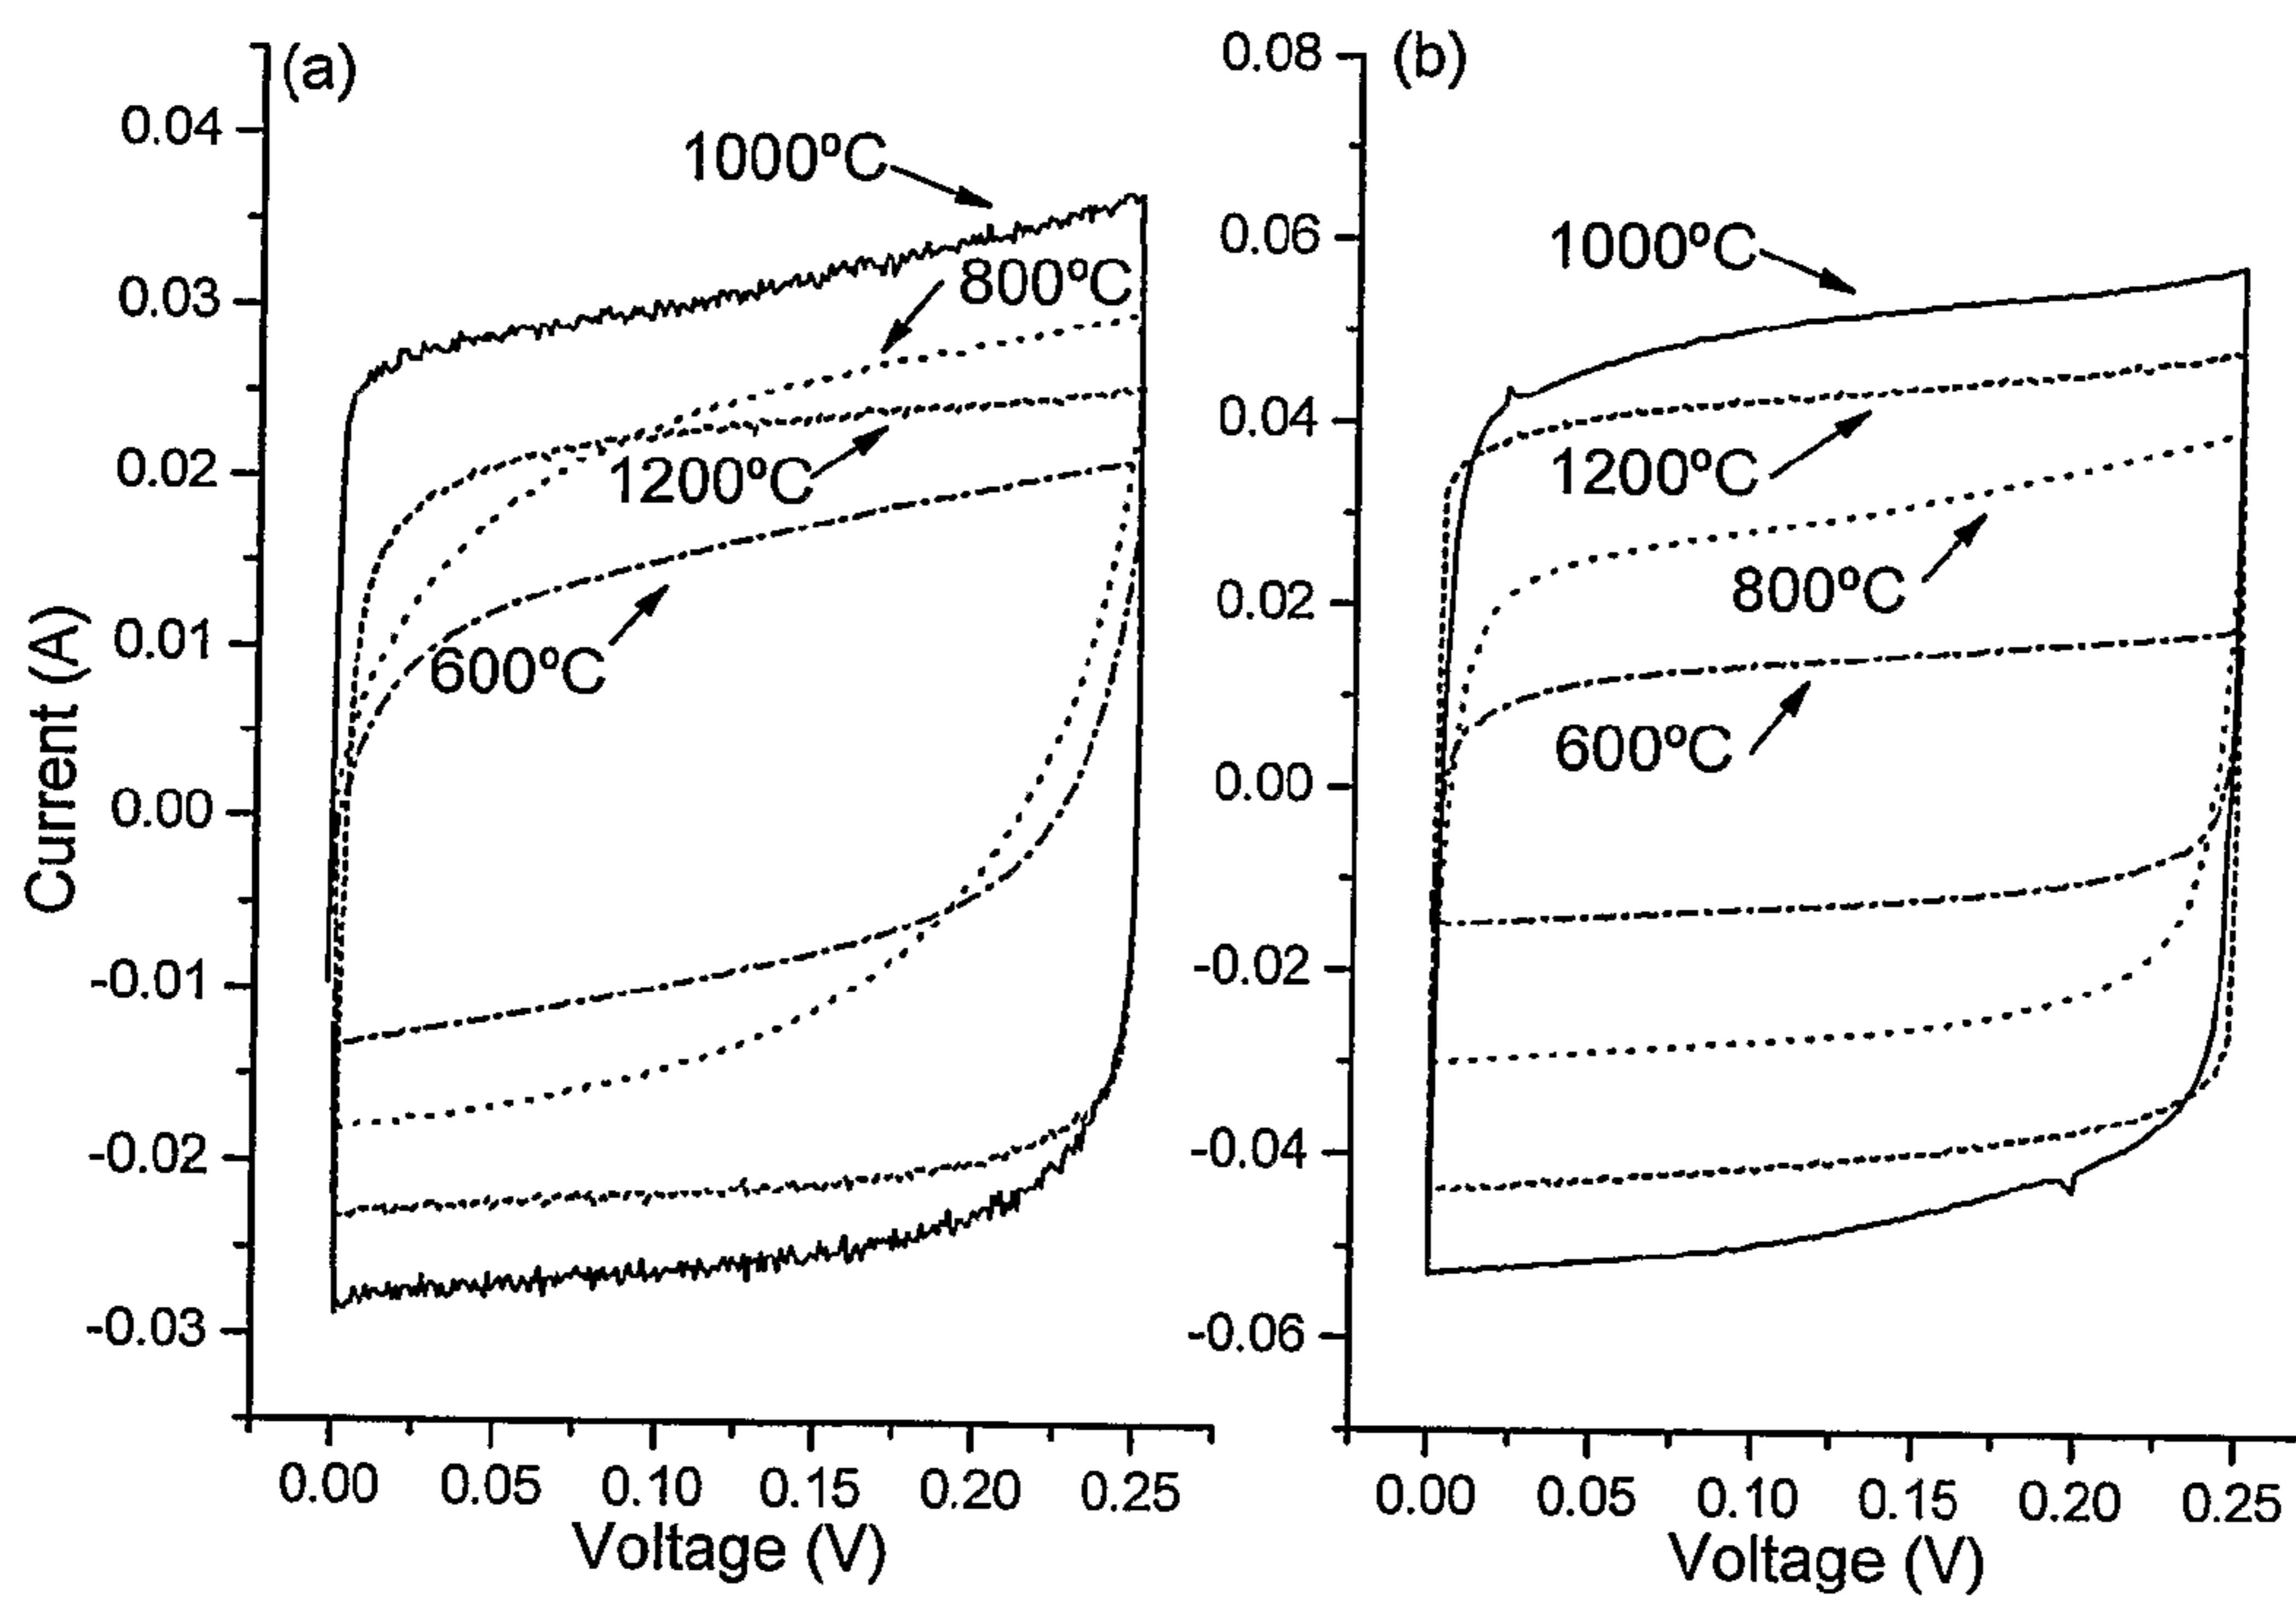 (a)
0.04
0.03
0.02
0.01
0.00
-0.01
-0.02
-0.03
Current (A)
1000ºC
800ºC
1200ºC
600ºC
0.00 0.05 0.10 0.15 0.20 0.25
Voltage (V)
(b)
0.08
0.06
0.04
0.02
0.00
-0.02
-0.04
-0.06
1000ºC
1200ºC
800ºC
600ºC
0.00 0.05 0.10 0.15 0.20 0.25
Voltage (V)